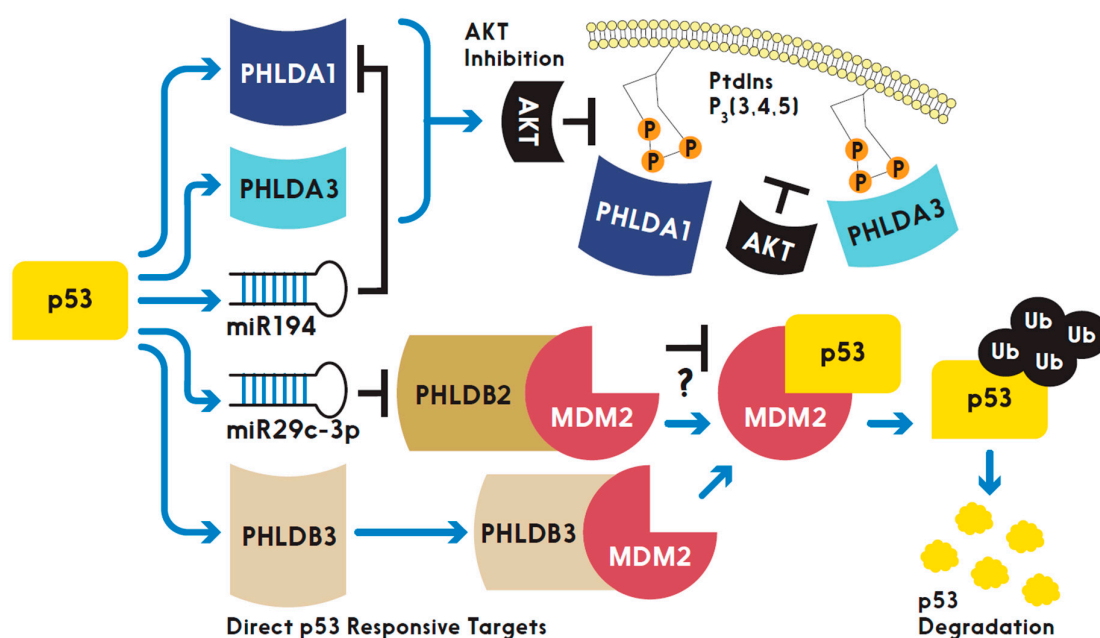 PHLDA1
AKT
Inhibition
AKT
PtdIns
P3(3,4,5)
P
P
P
P
P
P
PHLDA3
PHLDA1
AKT
PHLDA3
p53
miR194
miR29c-3p
PHLDB2
MDM2
?
p53
MDM2
Ub
Ub
Ub
Ub
p53
PHLDB3
PHLDB3
MDM2
p53
Degradation
Direct p53 Responsive Targets